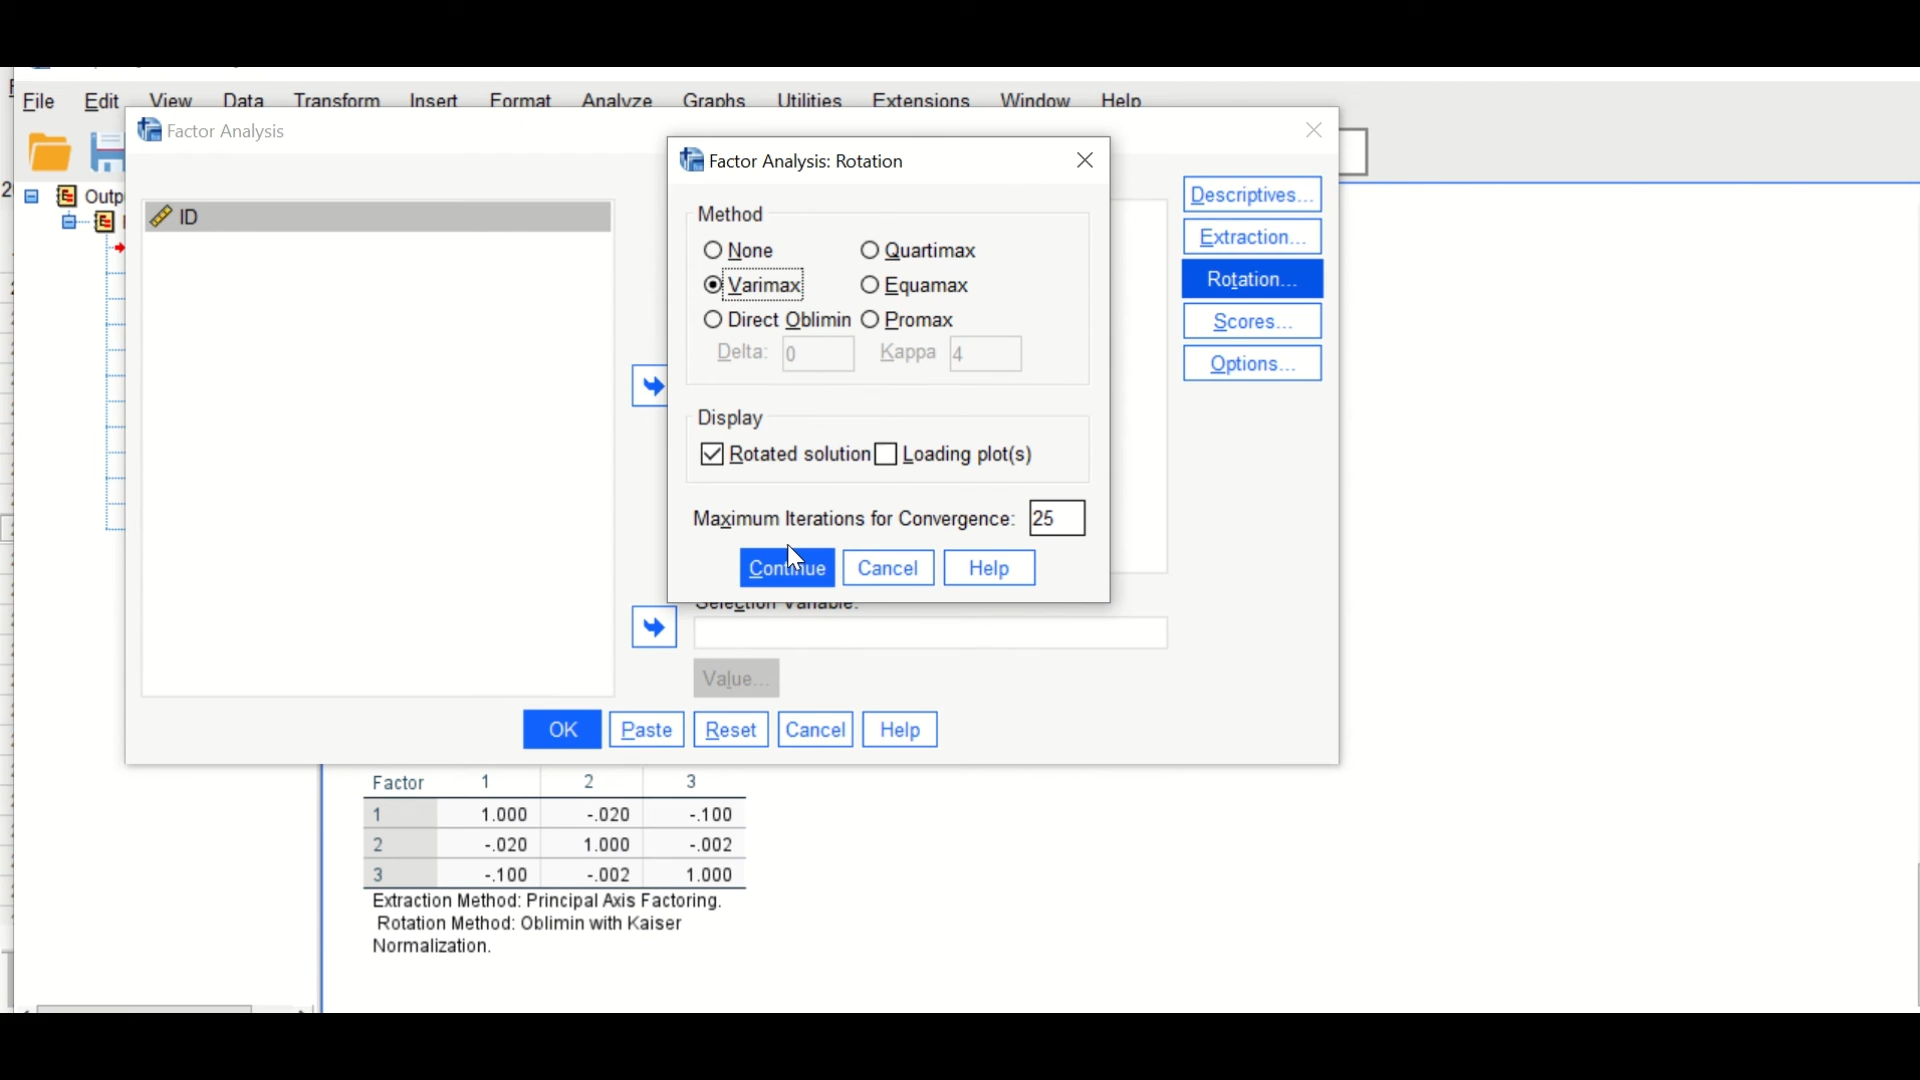 File Edit View Data Transform Insert Format Analyze Graphs Utilities Extensions Window Help
Factor Analysis
Factor Analysis: Rotation
Outp
ID
Method
None Quartimax
Varimax Equamax
Direct Oblimin Promax
Delta: 0 Kappa 4
Display
Rotated solution Loading plot(s)
Maximum Iterations for Convergence: 25
Continue Cancel Help
Descriptives...
Extraction...
Rotation...
Scores...
Options...
Selection Variable:
Value...
OK Paste Reset Cancel Help
Factor 1 2 3
1 1.000 -.020 -.100
2 -.020 1.000 -.002
3 -.100 -.002 1.000
Extraction Method: Principal Axis Factoring.
Rotation Method: Oblimin with Kaiser
Normalization.